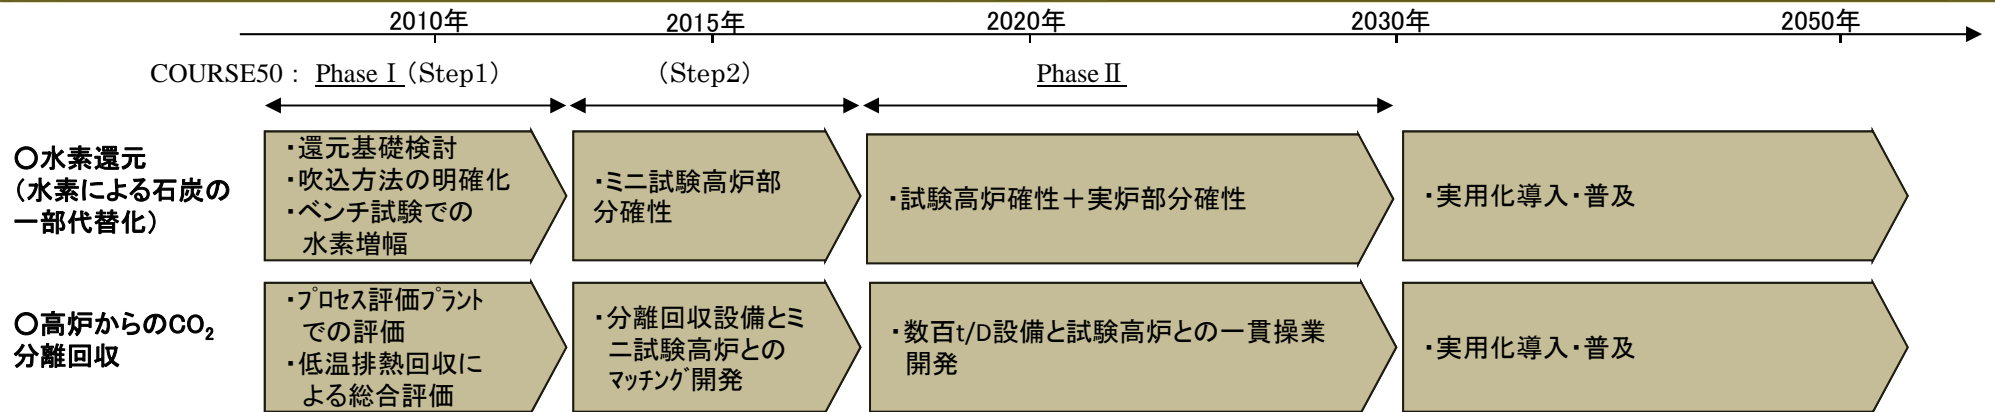 2010年 2015年 2020年 2030年 2050年
COURSE50： PhaseⅠ（Step1） （Step2） PhaseⅡ
〇水素還元
（水素による石炭の
一部代替化）
・還元基礎検討
・吹込方法の明確化
・ベンチ試験での
水素増幅
・ミニ試験高炉部
分確性
・試験高炉確性＋実炉部分確性
・実用化導入・普及
〇高炉からのCO₂
分離回収
・ﾌﾟﾛｾｽ評価ﾌﾟﾗﾝﾄ
での評価
・低温排熱回収に
よる総合評価
・分離回収設備とミ
ニ試験高炉との
ﾏｯﾁﾝｸﾞ開発
・数百t/D設備と試験高炉との一貫操業
開発
・実用化導入・普及